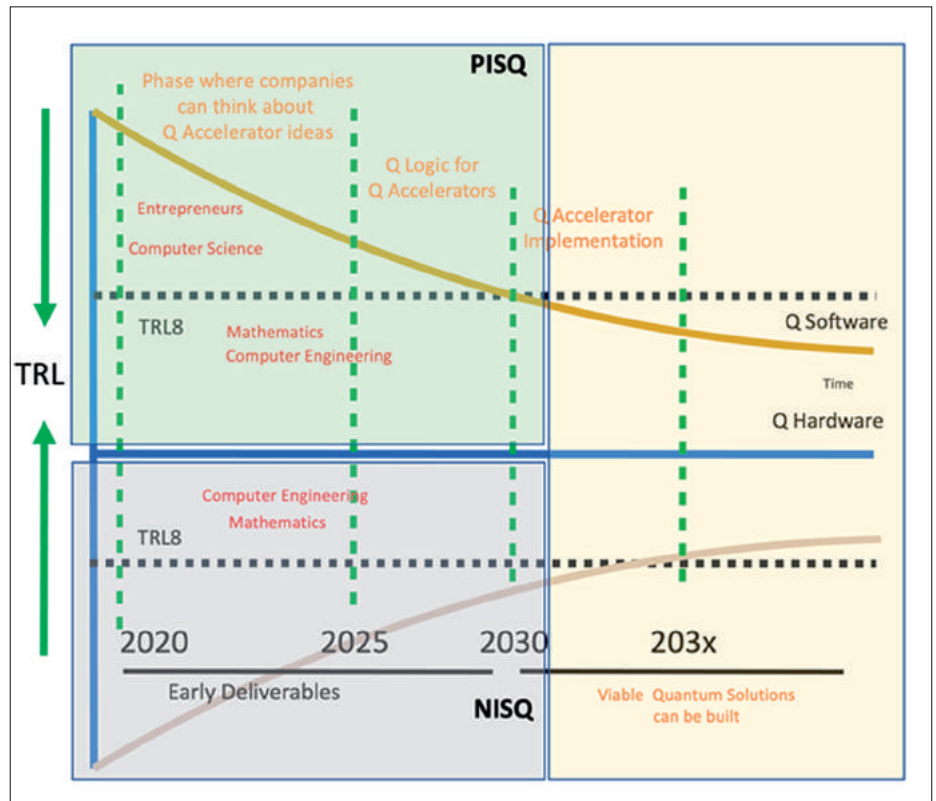 PISQ
Phase where companies
can think about
Q Accelerator ideas
Q Logic for
Q Accelerators
Entrepreneurs
Q Accelerator
Implementation
Computer Science
TRL8
Q Software
Mathematics
Computer Engineering
TRL
Time
Q Hardware
Computer Engineering
Mathematics
TRL8
2020
2025
2030
203x
Early Deliverables
NISQ
Viable Quantum Solutions
can be built